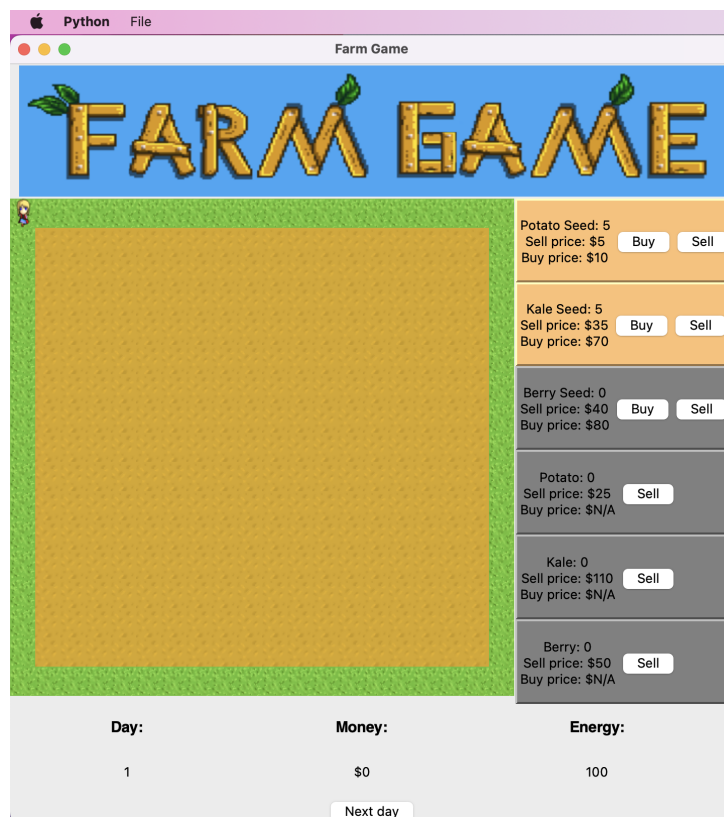 Python File
Farm Game
FARM GAME
Potato Seed: 5
Sell price: $5
Buy price: $10
Buy Sell
Kale Seed: 5
Sell price: $35
Buy price: $70
Buy Sell
Berry Seed: 0
Sell price: $40
Buy price: $80
Buy Sell
Potato: 0
Sell price: $25
Buy price: $N/A
Sell
Kale: 0
Sell price: $110
Buy price: $N/A
Sell
Berry: 0
Sell price: $50
Buy price: $N/A
Sell
Day: Money: Energy:
1 $0 100
Next day